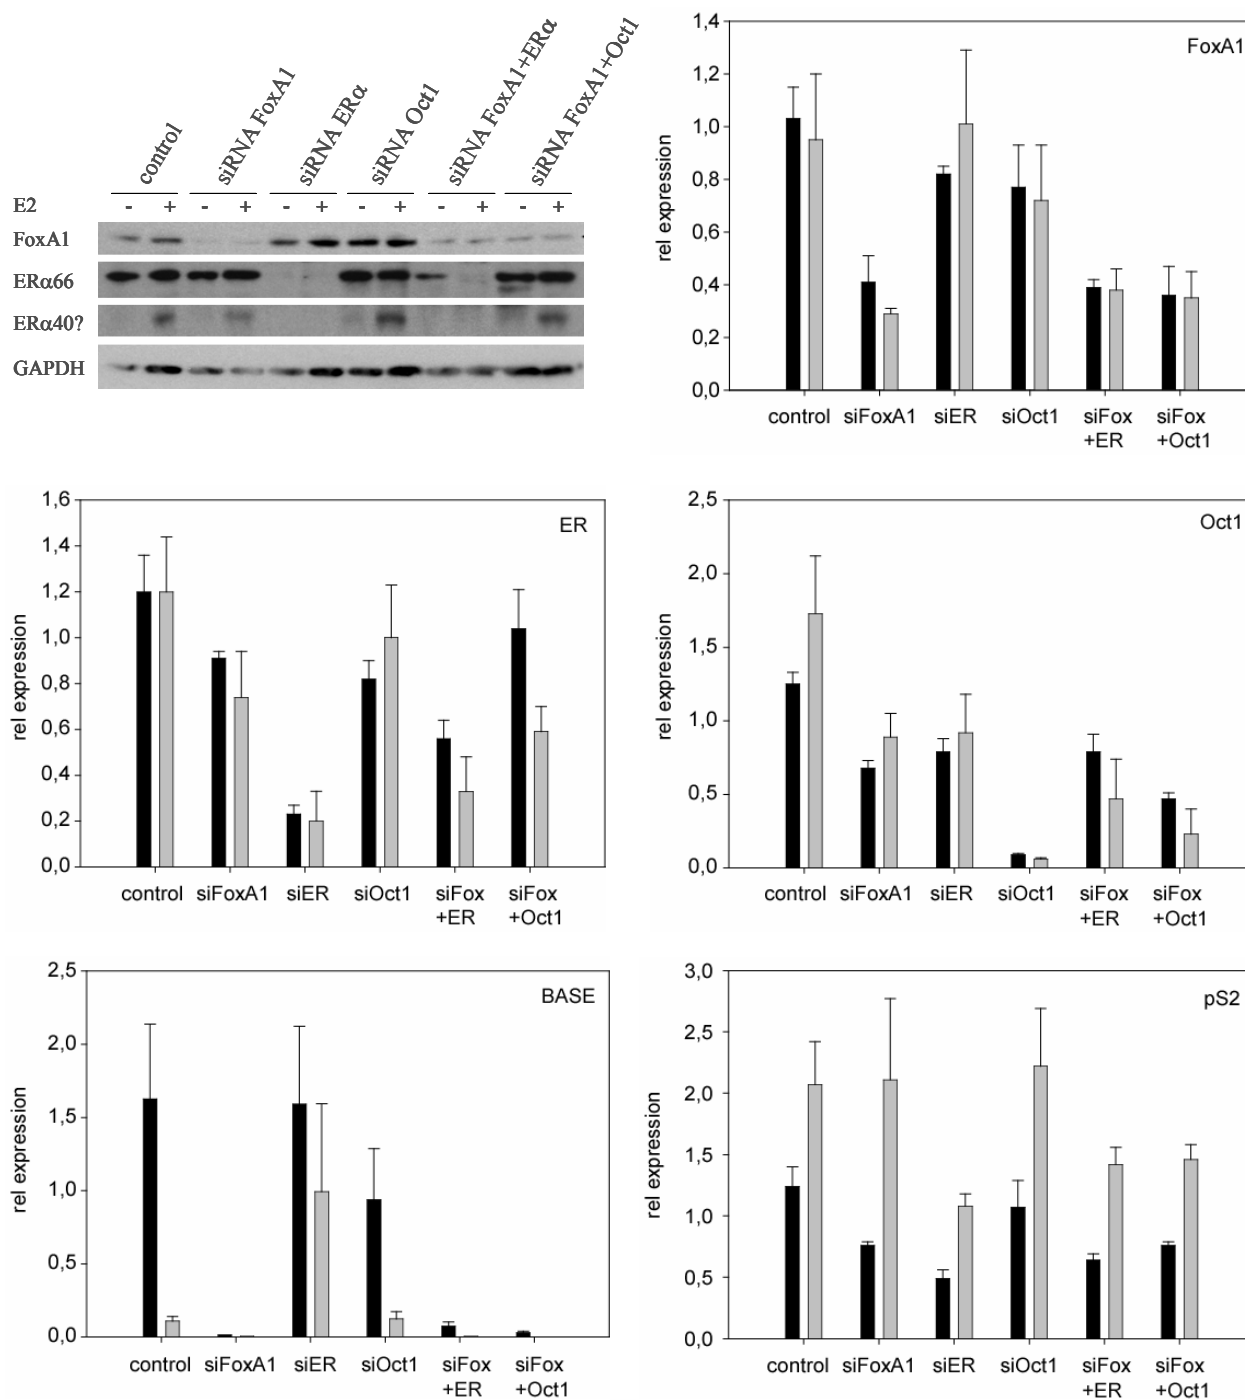 control
siRNA FoxA1
siRNA ERα
siRNA Oct1
siRNA FoxA1+ERα
siRNA FoxA1+Oct1
E2 - + - + - + - + - + - +
FoxA1
ERα66
ERα40?
GAPDH
FoxA1
rel expression
1,4
1,2
1,0
0,8
0,6
0,4
0,2
0,0
control siFoxA1 siER siOct1 siFox siFox
+ER +Oct1
ER
rel expression
1,6
1,4
1,2
1,0
0,8
0,6
0,4
0,2
0,0
control siFoxA1 siER siOct1 siFox siFox
+ER +Oct1
Oct1
rel expression
2,5
2,0
1,5
1,0
0,5
0,0
control siFoxA1 siER siOct1 siFox siFox
+ER +Oct1
BASE
rel expression
2,5
2,0
1,5
1,0
0,5
0,0
control siFoxA1 siER siOct1 siFox siFox
+ER +Oct1
pS2
rel expression
3,0
2,5
2,0
1,5
1,0
0,5
0,0
control siFoxA1 siER siOct1 siFox siFox
+ER +Oct1